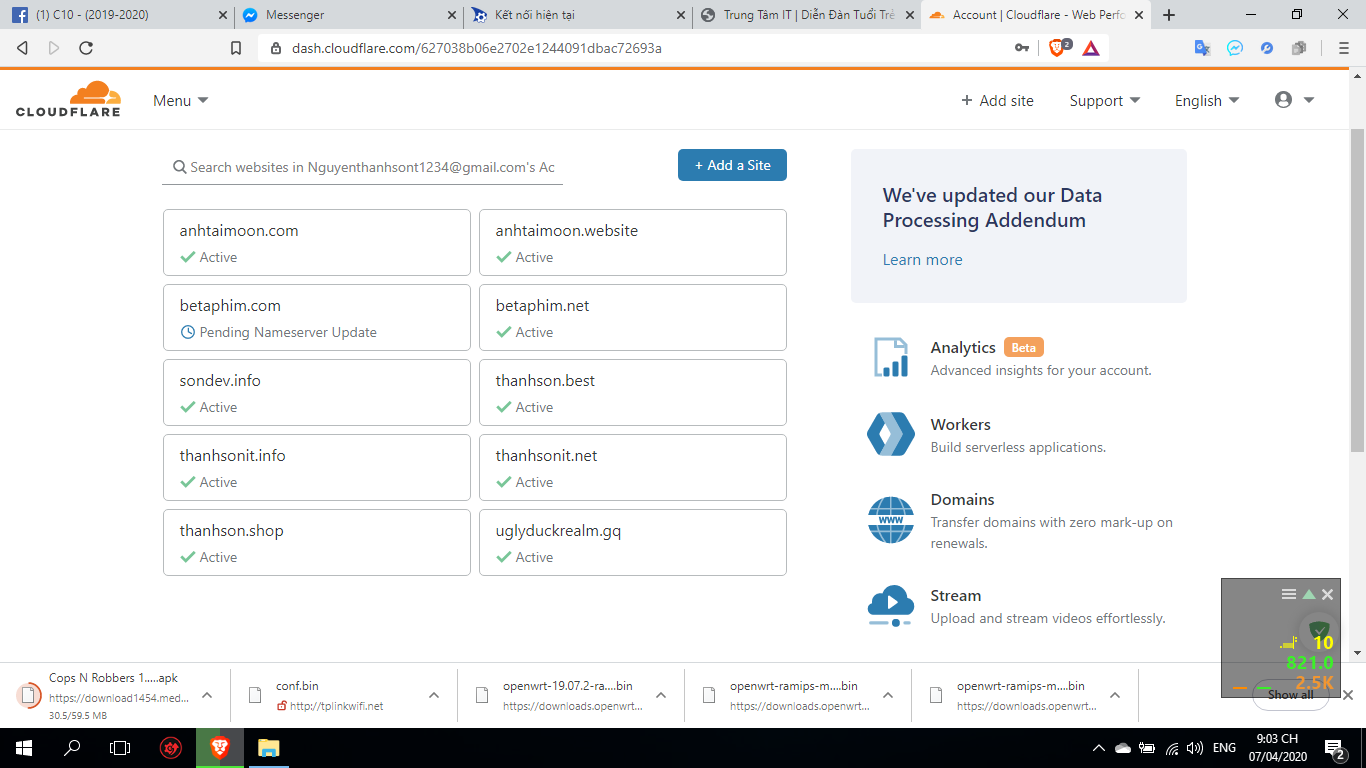 (1) C10 - (2019-2020)
Messenger
Kết nối hiện tại
Trung Tâm IT | Diễn Đàn Tuổi Trẻ
Account | Cloudflare - Web Perfo
dash.cloudflare.com/627038b06e2702e1244091dbac72693a
2
CLOUDFLARE
Menu
+ Add site
Support
English
Search websites in Nguyenthanhsont1234@gmail.com's Ac
+ Add a Site
anhtaimoon.com
Active
anhtaimoon.website
Active
betaphim.com
Pending Nameserver Update
betaphim.net
Active
sondev.info
Active
thanhson.best
Active
thanhsonit.info
Active
thanhsonit.net
Active
thanhson.shop
Active
uglyduckrealm.gq
Active
We've updated our Data
Processing Addendum
Learn more
Analytics Beta
Advanced insights for your account.
Workers
Build serverless applications.
WWW
Domains
Transfer domains with zero mark-up on
renewals.
Stream
Upload and stream videos effortlessly.
10
821.0
2.5K
Cops N Robbers 1.....apk
https://download1454.med...
30.5/59.5 MB
conf.bin
http://tplinkwifi.net
openwrt-19.07.2-ra....bin
https://downloads.openwrt...
openwrt-ramips-m....bin
https://downloads.openwrt...
openwrt-ramips-m....bin
https://downloads.openwrt...
Show all
ENG
9:03 CH
07/04/2020
2